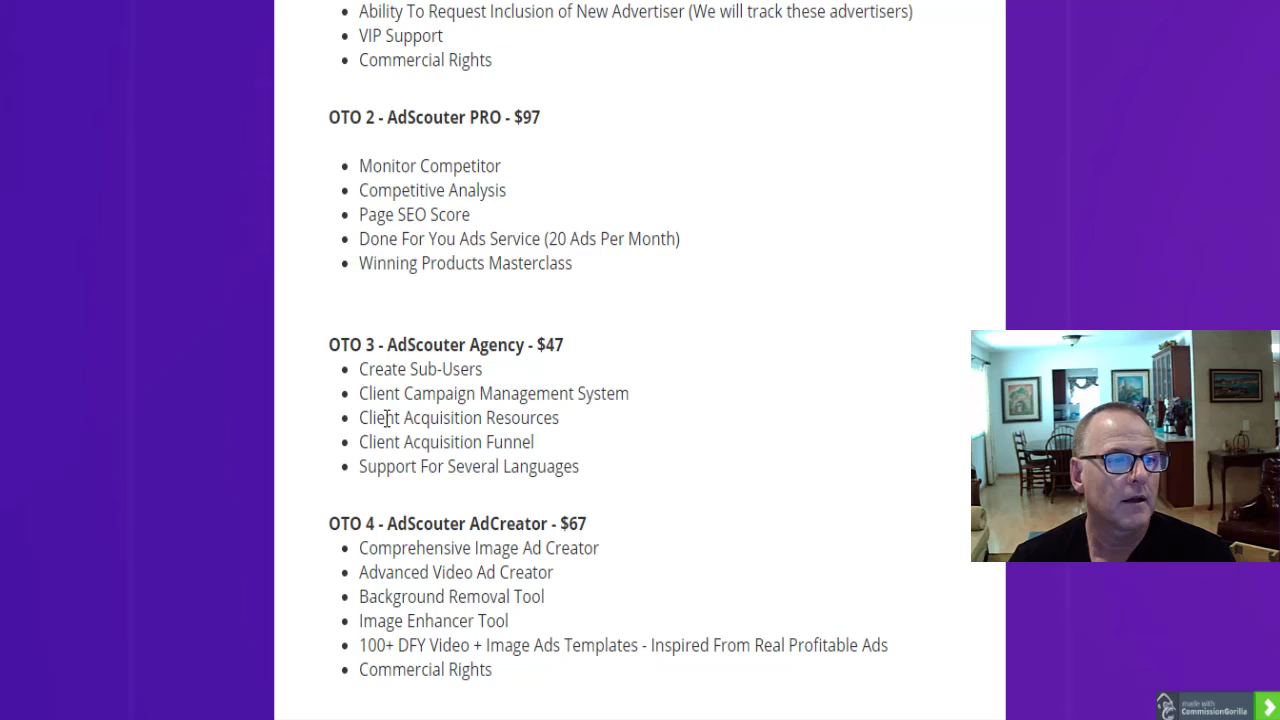 Ability To Request Inclusion of New Advertiser (We will track these advertisers)
VIP Support
Commercial Rights
OTO 2 - AdScouter PRO - $97
Monitor Competitor
Competitive Analysis
Page SEO Score
Done For You Ads Service (20 Ads Per Month)
Winning Products Masterclass
OTO 3 - AdScouter Agency - $47
Create Sub-Users
Client Campaign Management System
Client Acquisition Resources
Client Acquisition Funnel
Support For Several Languages
OTO 4 - AdScouter AdCreator - $67
Comprehensive Image Ad Creator
Advanced Video Ad Creator
Background Removal Tool
Image Enhancer Tool
100+ DFY Video + Image Ads Templates - Inspired From Real Profitable Ads
Commercial Rights
made with
CommissionGorilla